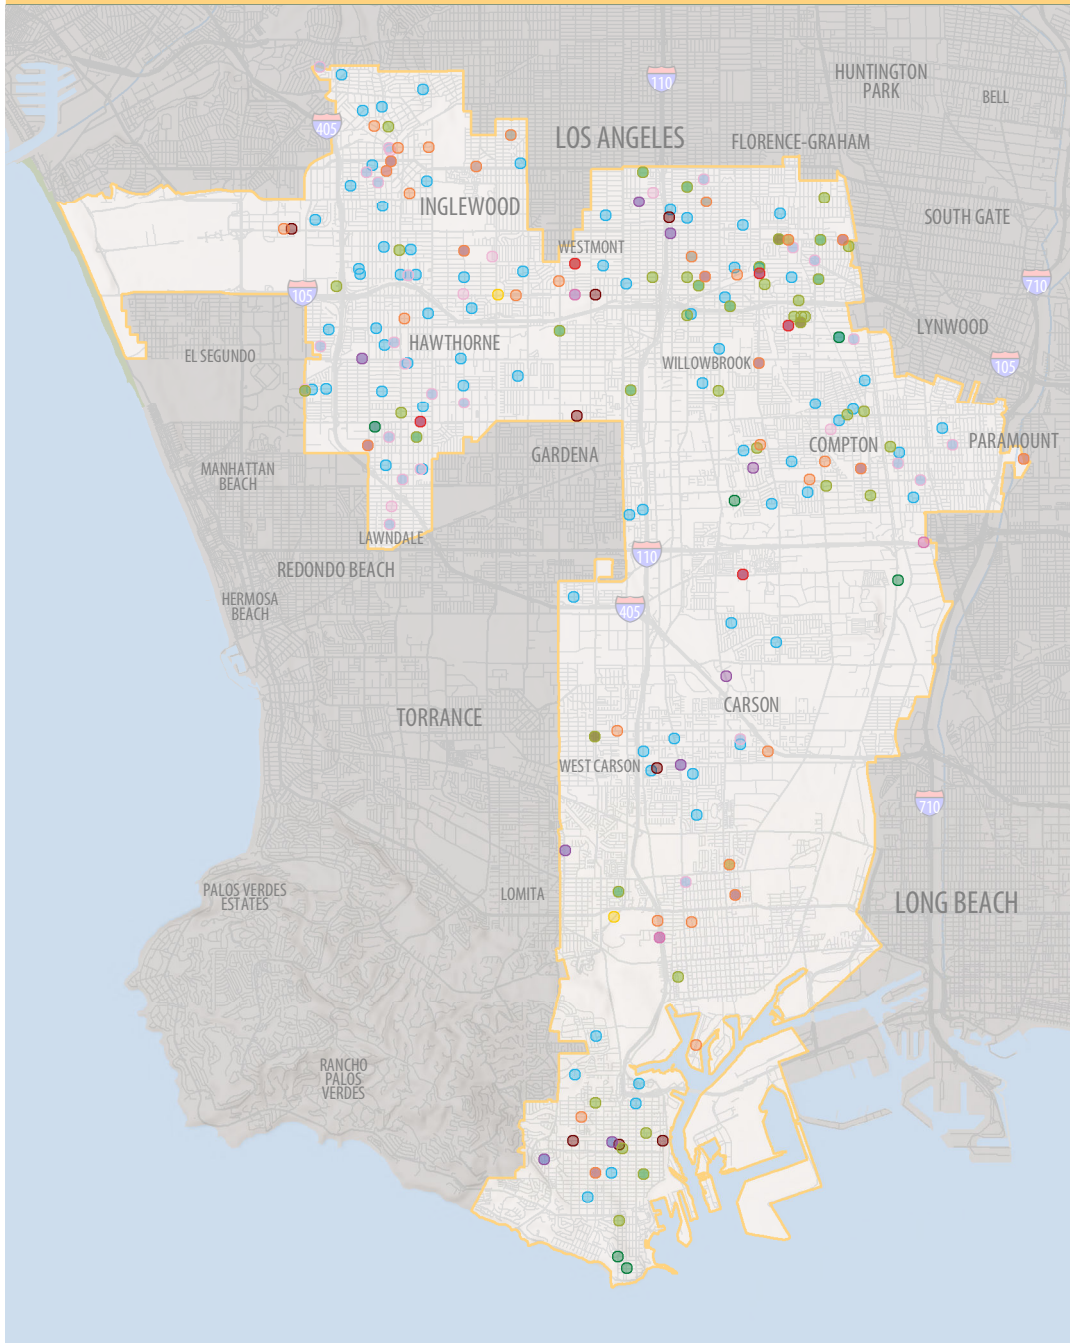 HUNTINGTON
PARK
110
BELL
405
LOS ANGELES
FLORENCE-GRAHAM
INGLEWOOD
SOUTH GATE
WESTMONT
710
105
LYNWOOD
HAWTHORNE
EL SEGUNDO
WILLOWBROOK
105
PARAMOUNT
COMPTON
GARDENA
MANHATTAN
BEACH
LAWNDALE
110
REDONDO BEACH
HERMOSA
BEACH
405
CARSON
TORRANCE
WEST CARSON
710
PALOS VERDES
ESTATES
LOMITA
LONG BEACH
RANCHO
PALOS
VERDES